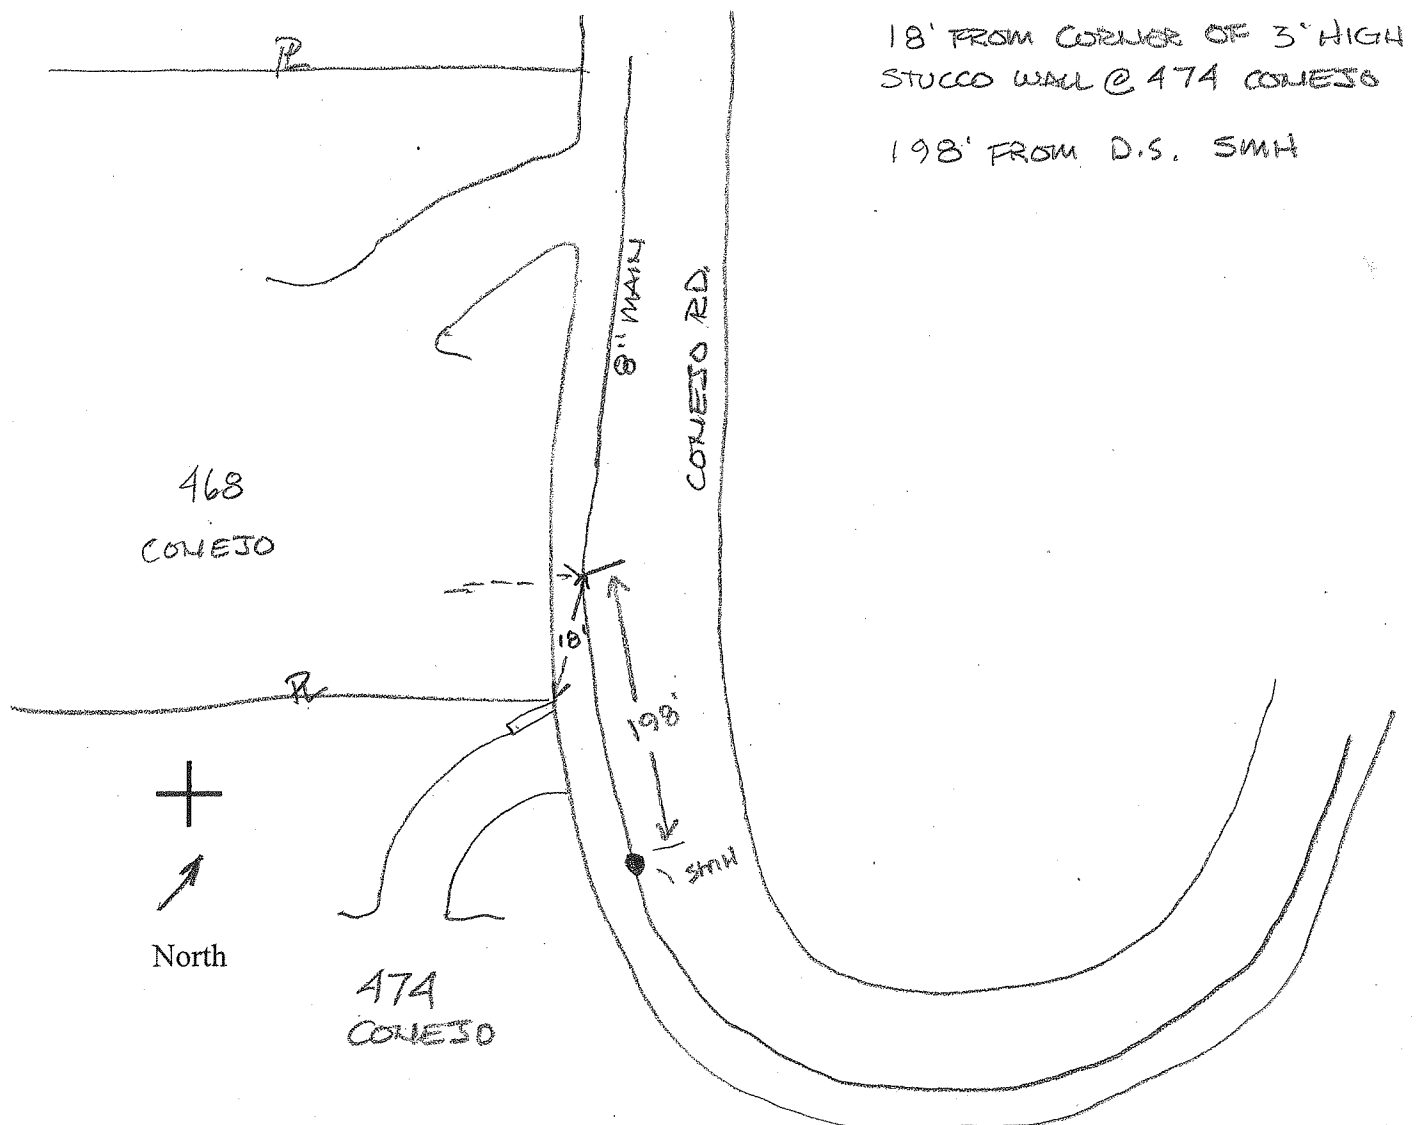 18' FROM CORNER OF 3' HIGH
STUCCO WALL @ 474 CONEJO
198' FROM D.S. SMH
PL
8" MAIN
CONEJO RD.
468
CONEJO
18'
198'
PL
SMH
North
474
CONEJO